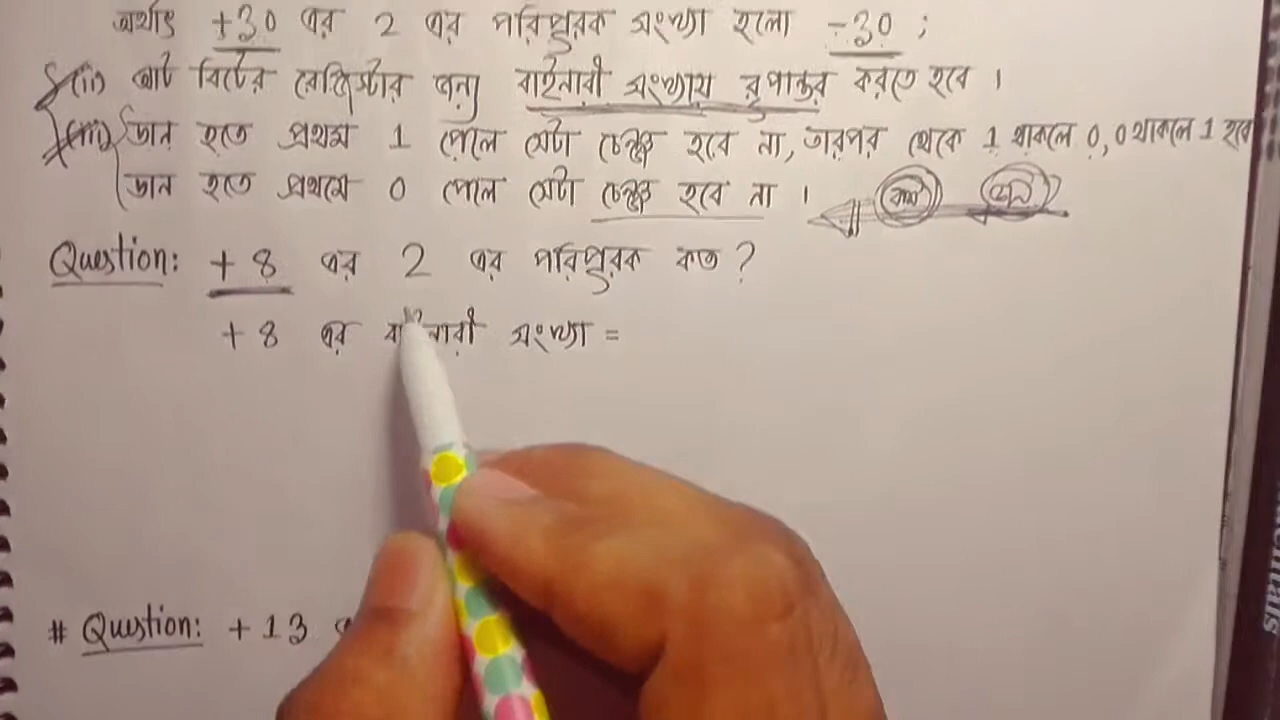 অর্থাৎ +30 এর 2 এর পরিপুরক সংখ্যা হলো -30 ;
(ii) আট বিটের রেজিস্টার জন্য বাইনারী সংখ্যায় রুপান্তর করতে হবে ।
(iii) ডান হতে প্রথম 1 পেলে সেটা চেঞ্জ হবে না, তারপর থেকে 1 থাকলে 0, 0 থাকলে 1 হবে
ডান হতে প্রথমে 0 পেলে সেটা চেঞ্জ হবে না ।
Question: +8 এর 2 এর পরিপুরক কত ?
+8 এর বাইনারী সংখ্যা =
# Question: +13